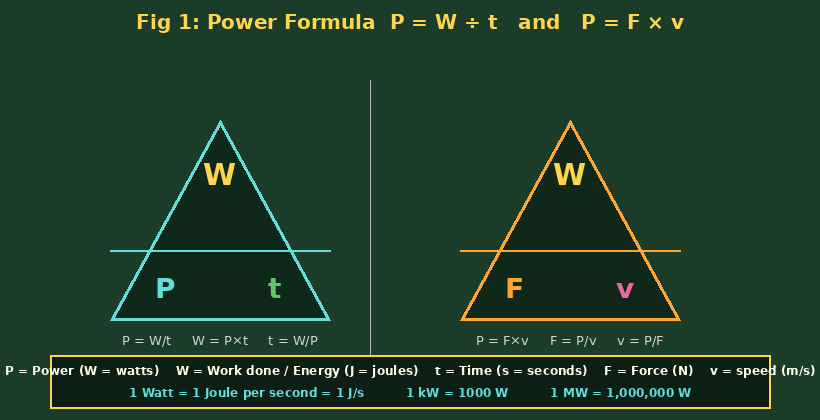 Fig 1: Power Formula  P = W ÷ t   and   P = F × v
W
P t
P = W/t W = P×t t = W/P
W
F v
P = F×v F = P/v v = P/F
P = Power (W = watts) W = Work done / Energy (J = joules) t = Time (s = seconds) F = Force (N) v = speed (m/s)
1 Watt = 1 Joule per second = 1 J/s 1 kW = 1000 W 1 MW = 1,000,000 W